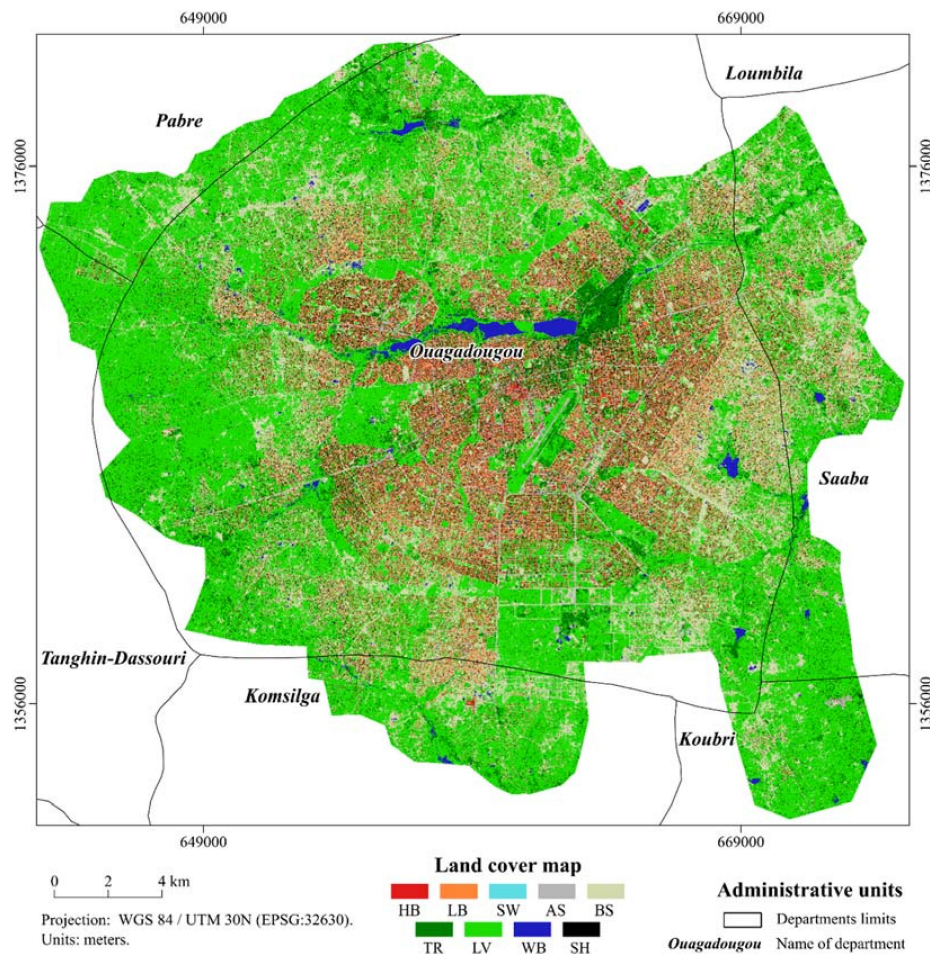 649000 669000
Loumbila
Pabre
1376000 1376000
Ouagadougou
Saaba
Tanghin-Dassouri
Komsilga
1356000 1356000
Koubri
649000 669000
Land cover map
0 2 4 km
HB LB SW AS BS
TR LV WB SH
Projection: WGS 84 / UTM 30N (EPSG:32630).
Units: meters.
Administrative units
Departments limits
Ouagadougou Name of department